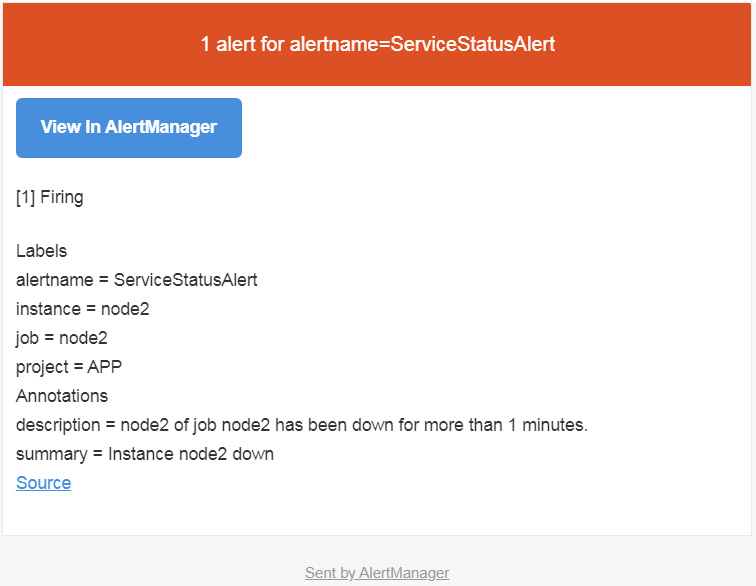 1 alert for alertname=ServiceStatusAlert
View In AlertManager
[1] Firing
Labels
alertname = ServiceStatusAlert
instance = node2
job = node2
project = APP
Annotations
description = node2 of job node2 has been down for more than 1 minutes.
summary = Instance node2 down
Source
Sent by AlertManager